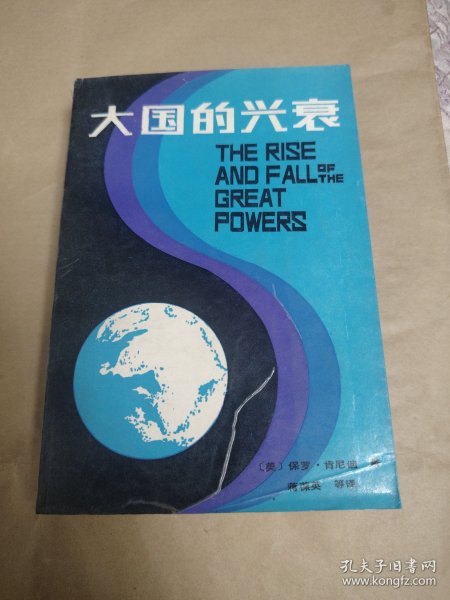 大国的兴衰
THE RISE
AND FALL OF THE
GREAT
POWERS
〔美〕保罗·肯尼迪 著
蒋葆英 等译
孔夫子旧书网
www.kongfz.com